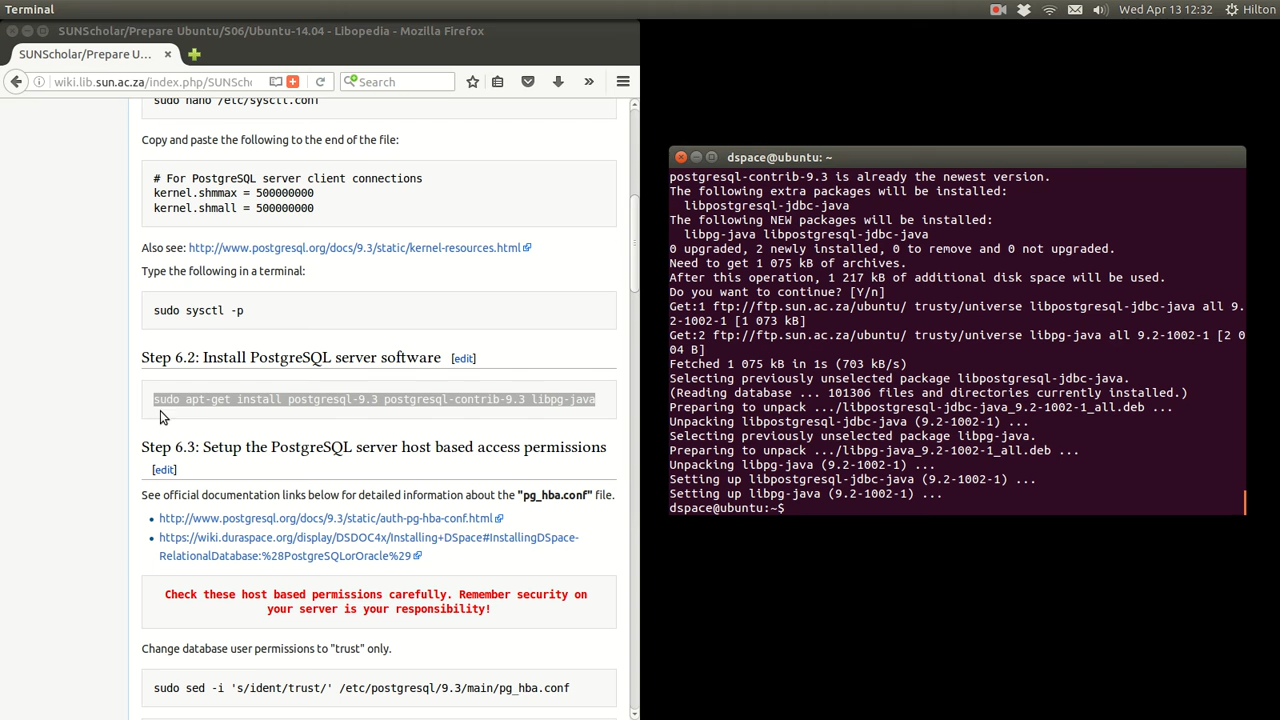 Terminal
Wed Apr 13 12:32
Hilton
SUNScholar/Prepare Ubuntu/S06/Ubuntu-14.04 - Libopedia - Mozilla Firefox
SUNScholar/Prepare U...
wiki.lib.sun.ac.za/index.php/SUNScho
Search
sudo nano /etc/sysctl.conf
Copy and paste the following to the end of the file:
# For PostgreSQL server client connections
kernel.shmmax = 500000000
kernel.shmall = 500000000
Also see: http://www.postgresql.org/docs/9.3/static/kernel-resources.html
Type the following in a terminal:
sudo sysctl -p
Step 6.2: Install PostgreSQL server software [edit]
sudo apt-get install postgresql-9.3 postgresql-contrib-9.3 libpg-java
Step 6.3: Setup the PostgreSQL server host based access permissions
[edit]
See official documentation links below for detailed information about the "pg_hba.conf" file.
http://www.postgresql.org/docs/9.3/static/auth-pg-hba-conf.html
https://wiki.duraspace.org/display/DSDOC4x/Installing+DSpace#InstallingDSpace-
RelationalDatabase:%28PostgreSQLorOracle%29
Check these host based permissions carefully. Remember security on
your server is your responsibility!
Change database user permissions to "trust" only.
sudo sed -i 's/ident/trust/' /etc/postgresql/9.3/main/pg_hba.conf
dspace@ubuntu: ~
postgresql-contrib-9.3 is already the newest version.
The following extra packages will be installed:
libpostgresql-jdbc-java
The following NEW packages will be installed:
libpg-java libpostgresql-jdbc-java
0 upgraded, 2 newly installed, 0 to remove and 0 not upgraded.
Need to get 1 075 kB of archives.
After this operation, 1 217 kB of additional disk space will be used.
Do you want to continue? [Y/n]
Get:1 ftp://ftp.sun.ac.za/ubuntu/ trusty/universe libpostgresql-jdbc-java all 9.
2-1002-1 [1 073 kB]
Get:2 ftp://ftp.sun.ac.za/ubuntu/ trusty/universe libpg-java all 9.2-1002-1 [2 0
04 B]
Fetched 1 075 kB in 1s (703 kB/s)
Selecting previously unselected package libpostgresql-jdbc-java.
(Reading database ... 101306 files and directories currently installed.)
Preparing to unpack .../libpostgresql-jdbc-java_9.2-1002-1_all.deb ...
Unpacking libpostgresql-jdbc-java (9.2-1002-1) ...
Selecting previously unselected package libpg-java.
Preparing to unpack .../libpg-java_9.2-1002-1_all.deb ...
Unpacking libpg-java (9.2-1002-1) ...
Setting up libpostgresql-jdbc-java (9.2-1002-1) ...
Setting up libpg-java (9.2-1002-1) ...
dspace@ubuntu:~$